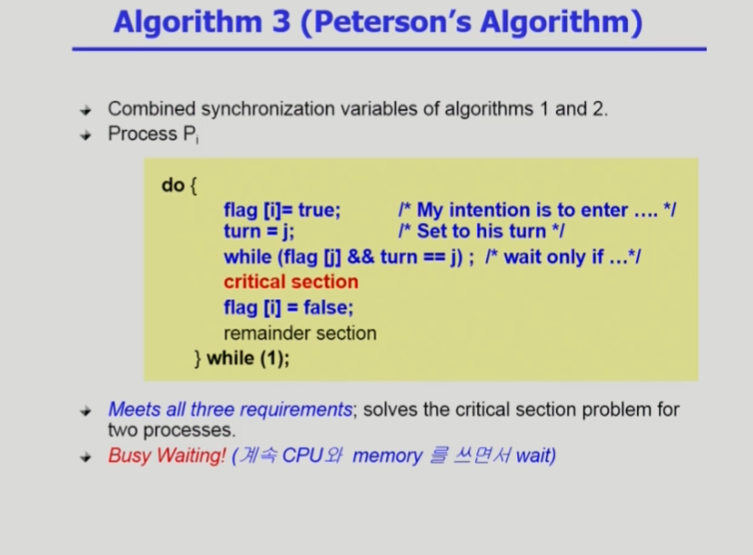 Algorithm 3 (Peterson's Algorithm)
Combined synchronization variables of algorithms 1 and 2.
Process Pi
do {
flag [i]= true; /* My intention is to enter .... */
turn = j; /* Set to his turn */
while (flag [j] && turn == j) ; /* wait only if ...*/
critical section
flag [i] = false;
remainder section
} while (1);
Meets all three requirements; solves the critical section problem for
two processes.
Busy Waiting! (계속 CPU와 memory 를 쓰면서 wait)